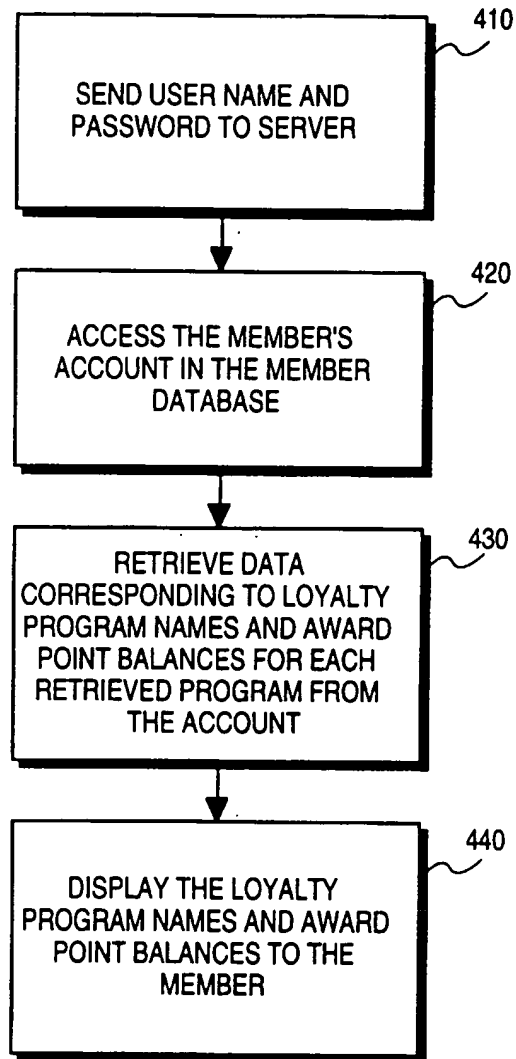 410
SEND USER NAME AND
PASSWORD TO SERVER
420
ACCESS THE MEMBER'S
ACCOUNT IN THE MEMBER
DATABASE
430
RETRIEVE DATA
CORRESPONDING TO LOYALTY
PROGRAM NAMES AND AWARD
POINT BALANCES FOR EACH
RETRIEVED PROGRAM FROM
THE ACCOUNT
440
DISPLAY THE LOYALTY
PROGRAM NAMES AND AWARD
POINT BALANCES TO THE
MEMBER